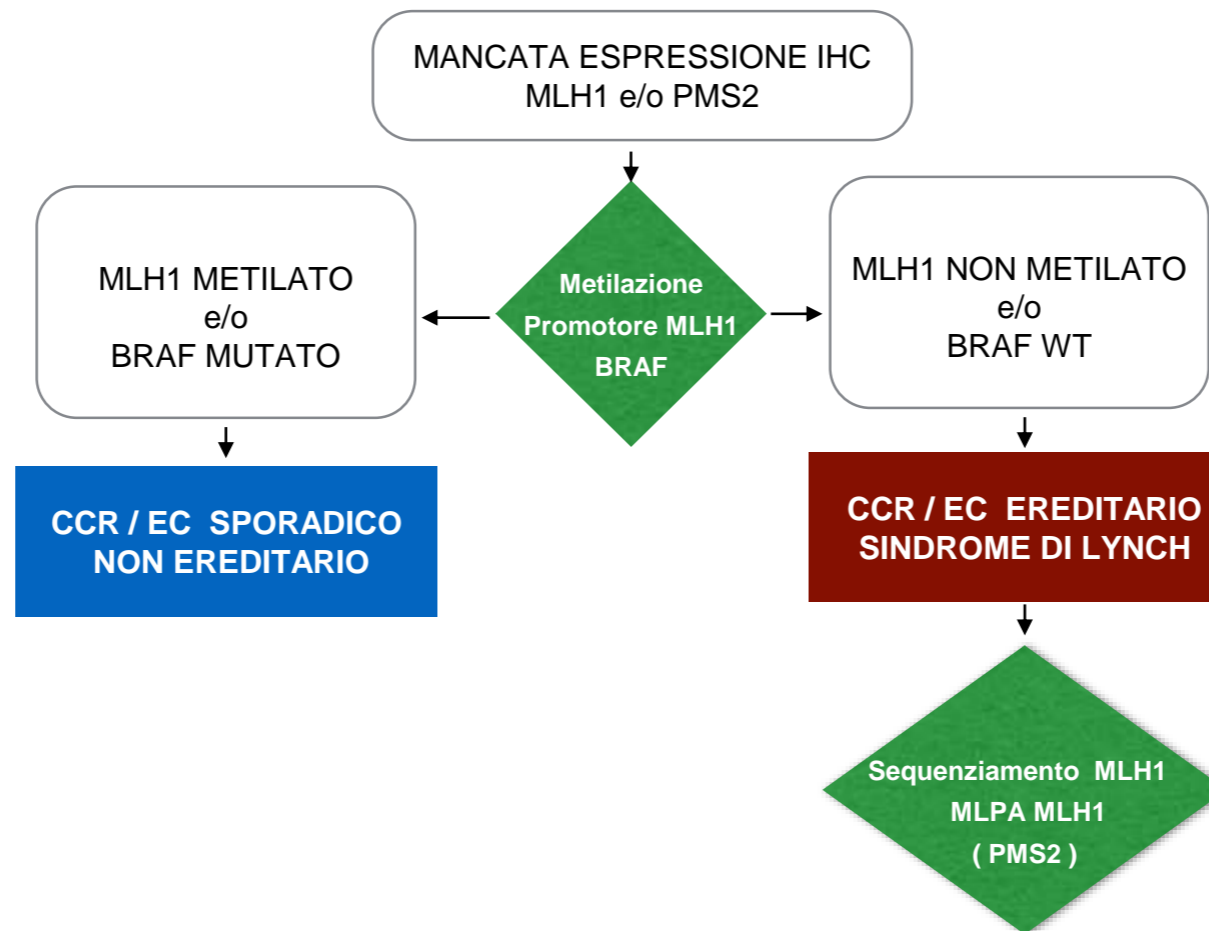 MANCATA ESPRESSIONE IHC
MLH1 e/o PMS2
Metilazione
Promotore MLH1
BRAF
MLH1 METILATO
e/o
BRAF MUTATO
MLH1 NON METILATO
e/o
BRAF WT
CCR / EC SPORADICO
NON EREDITARIO
CCR / EC EREDITARIO
SINDROME DI LYNCH
Sequenziamento MLH1
MLPA MLH1
( PMS2 )